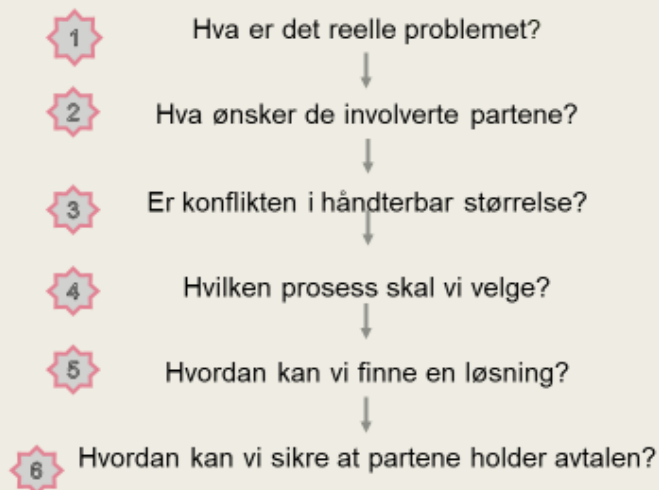 1 Hva er det reelle problemet?
2 Hva ønsker de involverte partene?
3 Er konflikten i håndterbar størrelse?
4 Hvilken prosess skal vi velge?
5 Hvordan kan vi finne en løsning?
6 Hvordan kan vi sikre at partene holder avtalen?